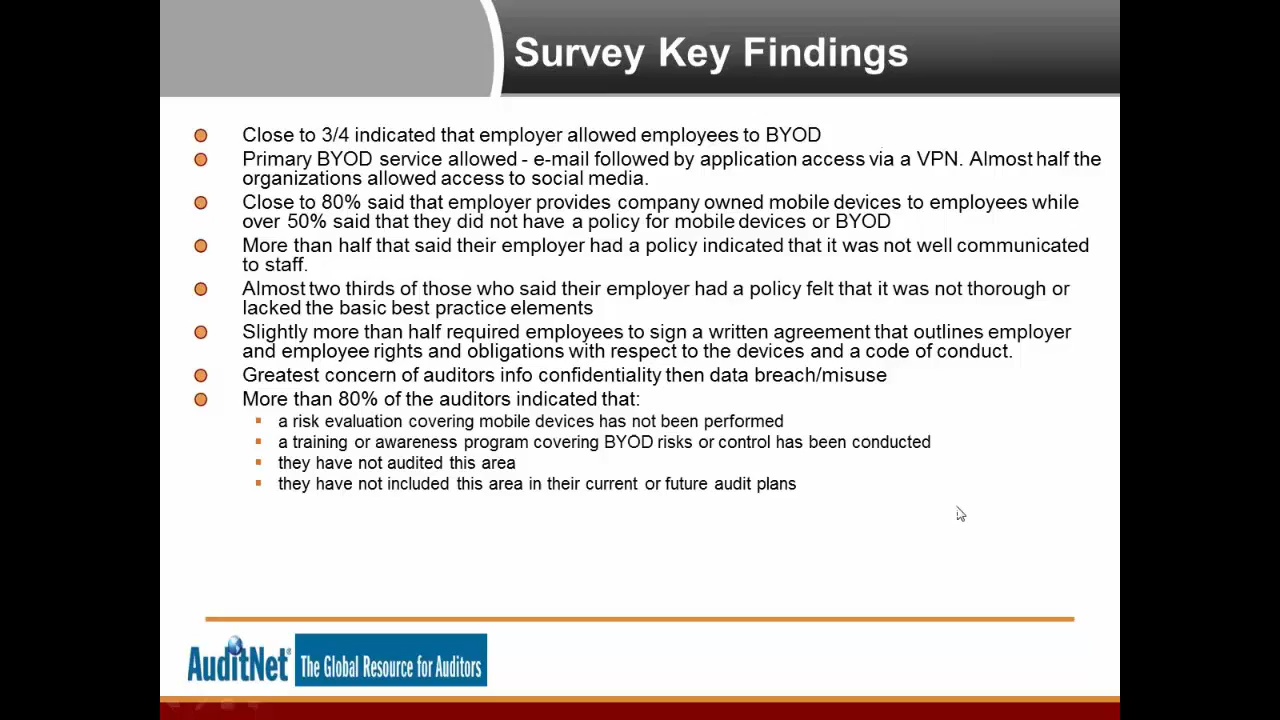 Survey Key Findings
Close to 3/4 indicated that employer allowed employees to BYOD
Primary BYOD service allowed - e-mail followed by application access via a VPN. Almost half the
organizations allowed access to social media.
Close to 80% said that employer provides company owned mobile devices to employees while
over 50% said that they did not have a policy for mobile devices or BYOD
More than half that said their employer had a policy indicated that it was not well communicated
to staff.
Almost two thirds of those who said their employer had a policy felt that it was not thorough or
lacked the basic best practice elements
Slightly more than half required employees to sign a written agreement that outlines employer
and employee rights and obligations with respect to the devices and a code of conduct.
Greatest concern of auditors info confidentiality then data breach/misuse
More than 80% of the auditors indicated that:
a risk evaluation covering mobile devices has not been performed
a training or awareness program covering BYOD risks or control has been conducted
they have not audited this area
they have not included this area in their current or future audit plans
AuditNet® The Global Resource for Auditors